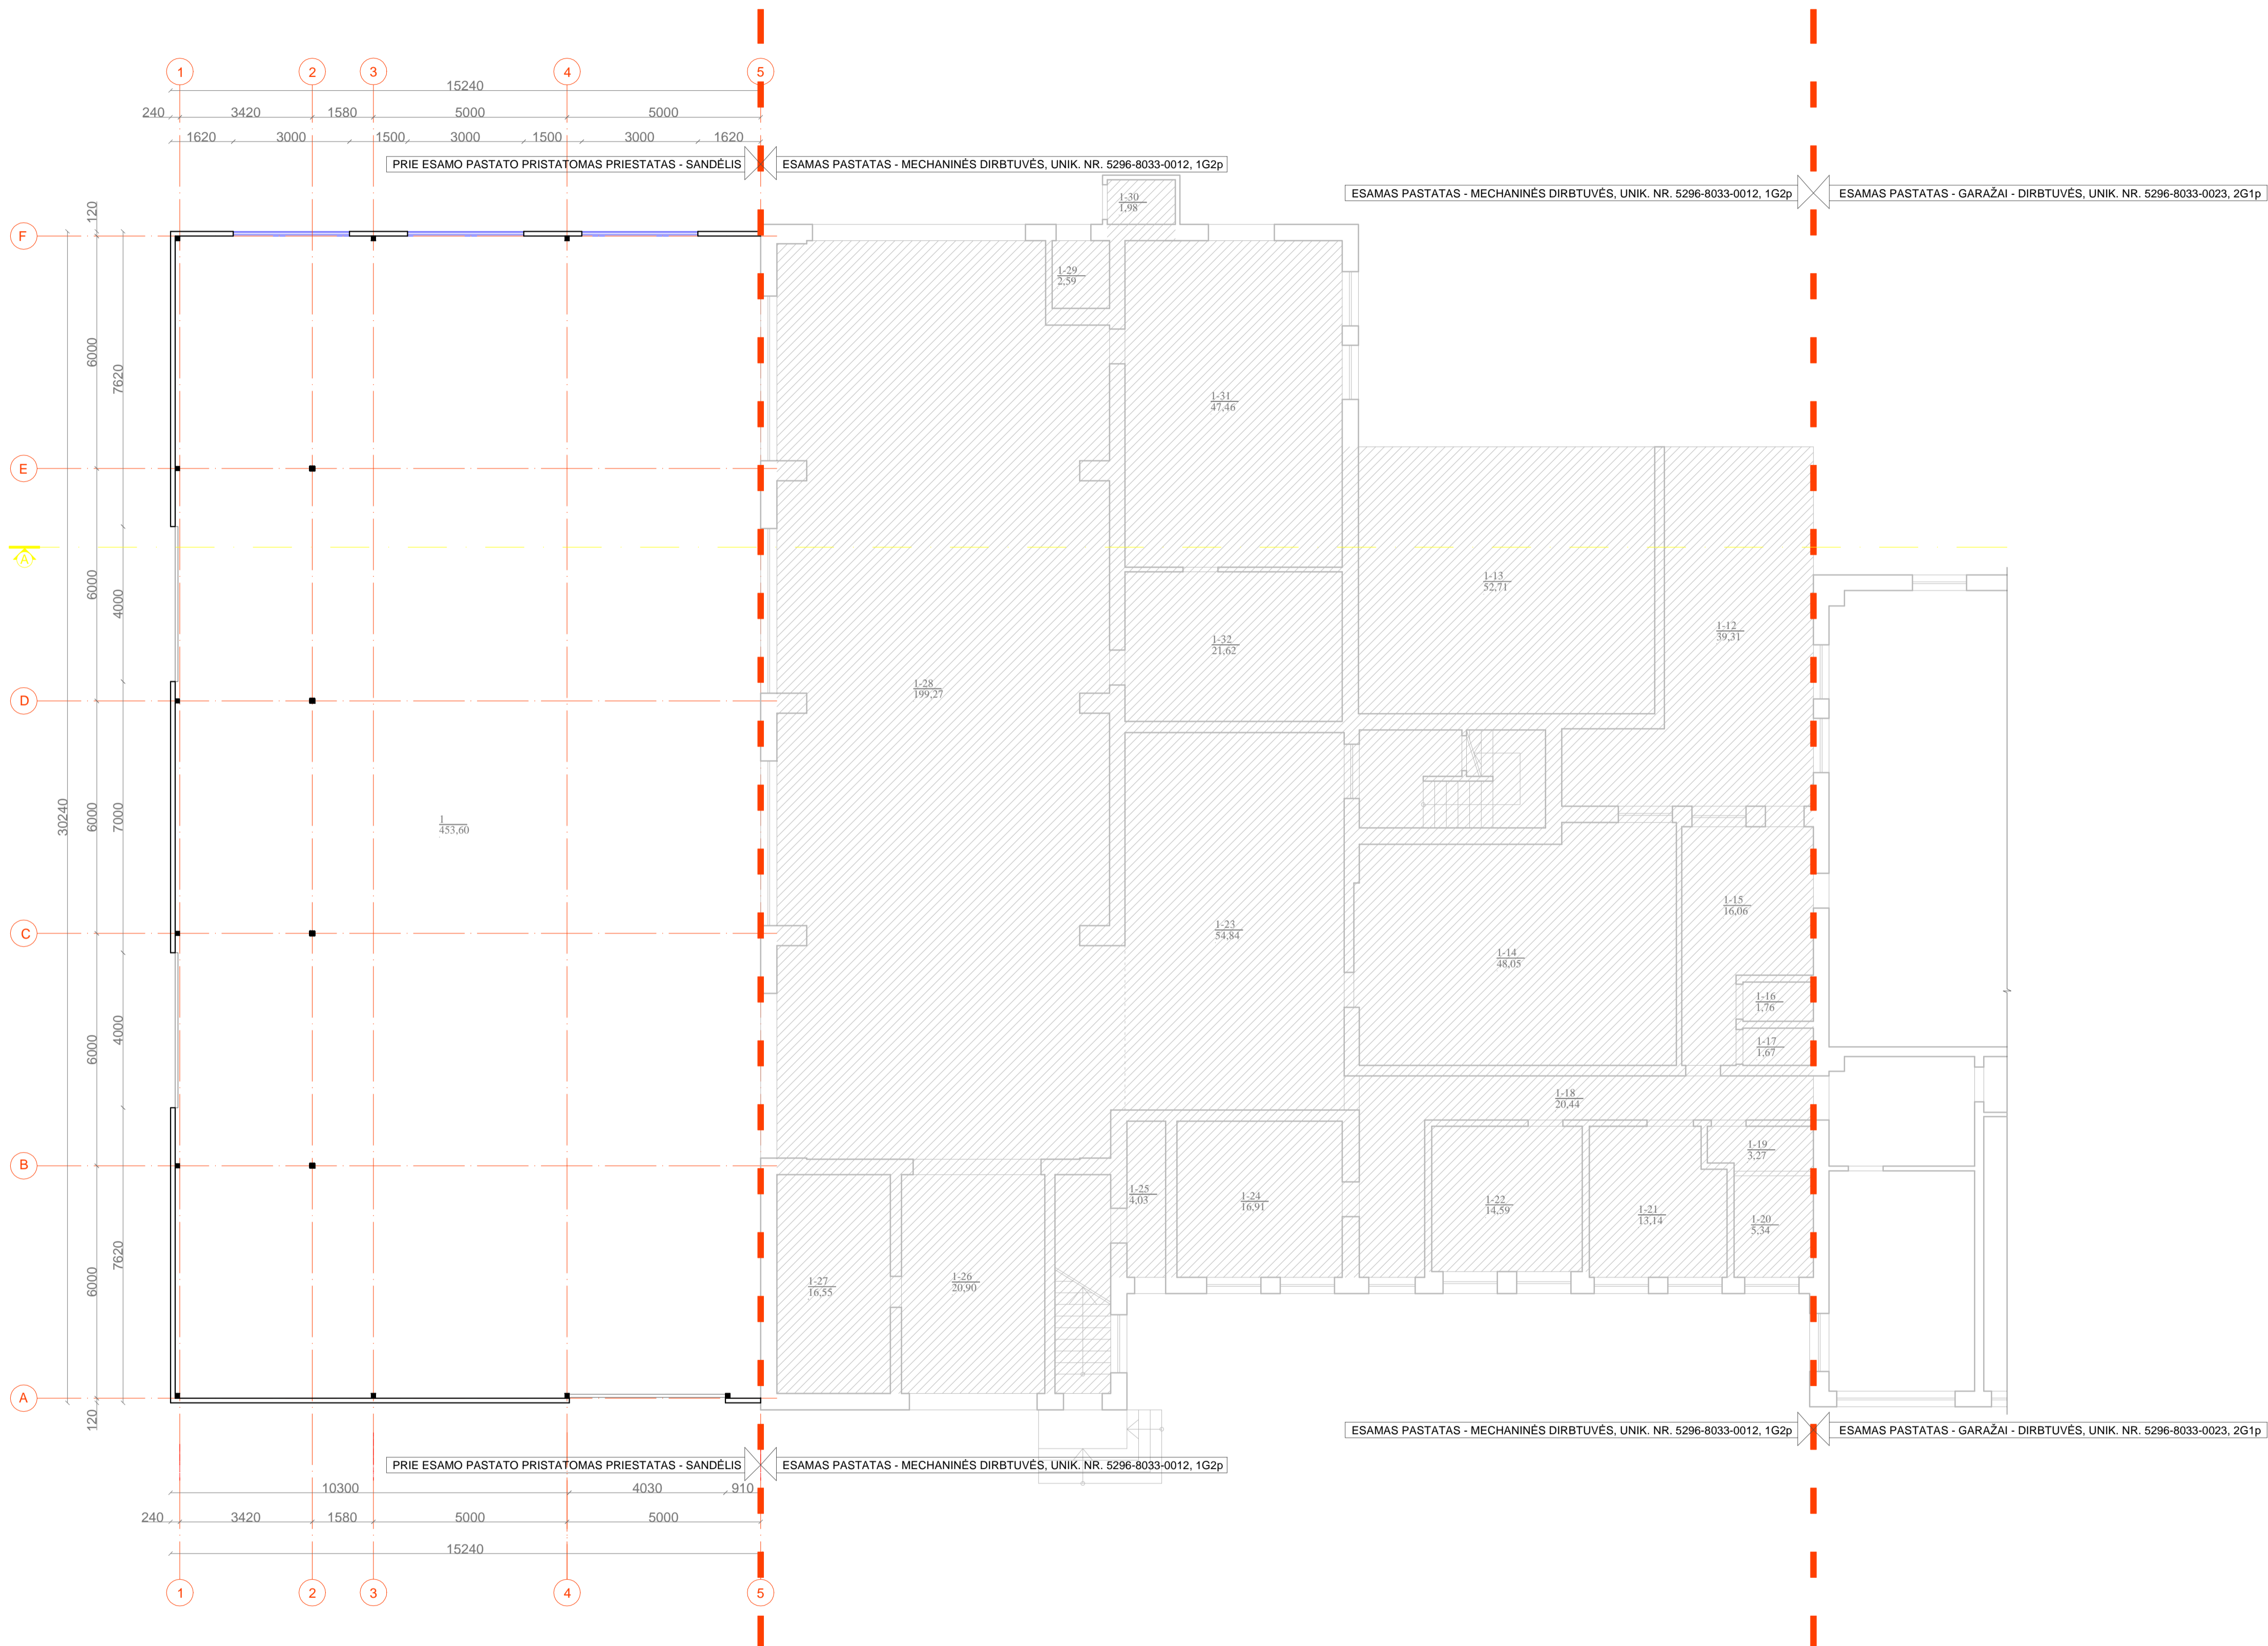 1 2 3 4 5
15240
240 3420 1580 5000 5000
1620 3000 1500 3000 1500 3000 1620
PRIE ESAMO PASTATO PRISTATOMAS PRIESTATAS - SANDĖLIS
ESAMAS PASTATAS - MECHANINĖS DIRBTUVĖS, UNIK. NR. 5296-8033-0012, 1G2p
ESAMAS PASTATAS - MECHANINĖS DIRBTUVĖS, UNIK. NR. 5296-8033-0012, 1G2p
ESAMAS PASTATAS - GARAŽAI - DIRBTUVĖS, UNIK. NR. 5296-8033-0023, 2G1p
F
E
A
D
C
B
A
30240
120
6000
6000
6000
6000
6000
120
7620
4000
7000
4000
7620
1
453,60
1-30
1,98
1-29
2,59
1-31
47,46
1-13
52,71
1-12
39,31
1-32
21,62
1-28
199,27
1-15
16,06
1-23
54,84
1-14
48,05
1-16
1,76
1-17
1,67
1-18
20,44
1-19
3,27
1-25
4,03
1-24
16,91
1-22
14,59
1-21
13,14
1-20
5,34
1-27
16,55
1-26
20,90
ESAMAS PASTATAS - MECHANINĖS DIRBTUVĖS, UNIK. NR. 5296-8033-0012, 1G2p
ESAMAS PASTATAS - GARAŽAI - DIRBTUVĖS, UNIK. NR. 5296-8033-0023, 2G1p
PRIE ESAMO PASTATO PRISTATOMAS PRIESTATAS - SANDĖLIS
ESAMAS PASTATAS - MECHANINĖS DIRBTUVĖS, UNIK. NR. 5296-8033-0012, 1G2p
10300 4030 910
240 3420 1580 5000 5000
15240
1 2 3 4 5